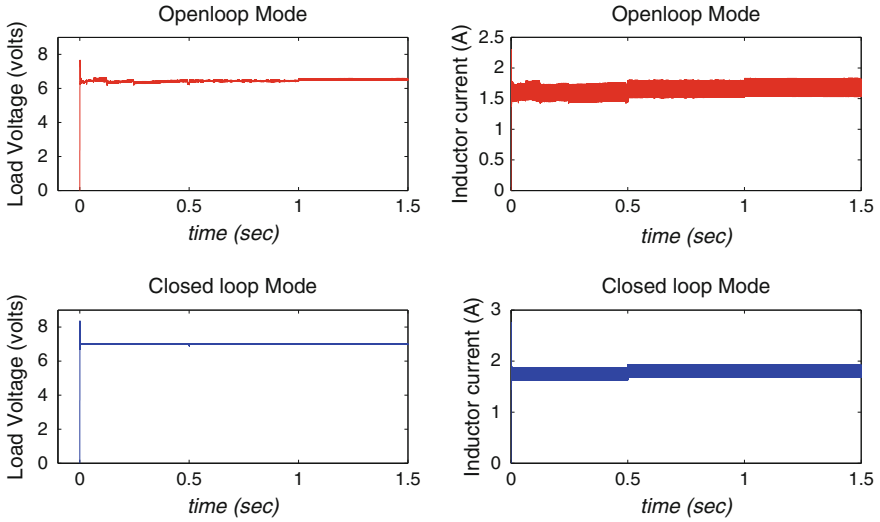 Openloop Mode
Load Voltage (volts)
8
6
4
2
0
0 0.5 1 1.5
time (sec)
Openloop Mode
Inductor current (A)
2.5
2
1.5
1
0.5
0
0 0.5 1 1.5
time (sec)
Closed loop Mode
Load Voltage (volts)
8
6
4
2
0
0 0.5 1 1.5
time (sec)
Closed loop Mode
Inductor current (A)
3
2
1
0
0 0.5 1 1.5
time (sec)